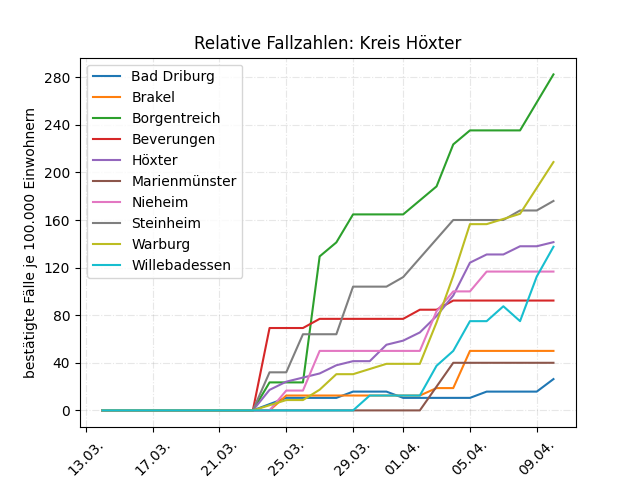 Relative Fallzahlen: Kreis Höxter
bestätigte Fälle je 100.000 Einwohnern
280
240
200
160
120
80
40
0
Bad Driburg
Brakel
Borgentreich
Beverungen
Höxter
Marienmünster
Nieheim
Steinheim
Warburg
Willebadessen
13.03.
17.03.
21.03.
25.03.
29.03.
01.04.
05.04.
09.04.